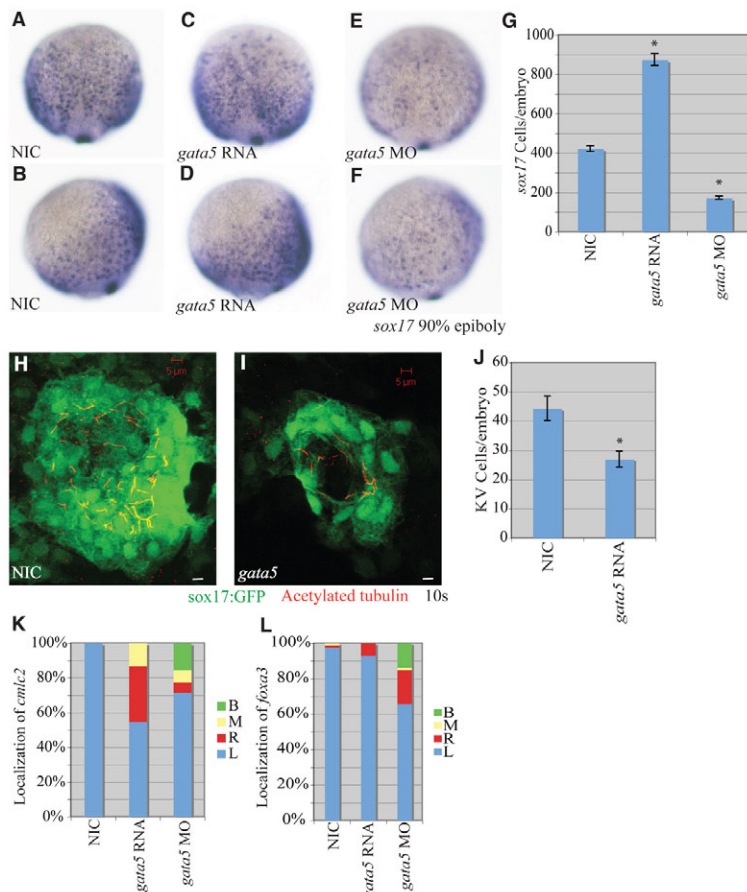 A
C
E
G
NIC
gata5 RNA
gata5 MO
B
D
F
NIC
gata5 RNA
gata5 MO
sox17 90% epiboly
sox17 Cells/embryo
1000
800
600
400
200
0
*
*
NIC
gata5 RNA
gata5 MO
H
5 µm
NIC
I
5 µm
gata5
sox17:GFP Acetylated tubulin 10s
J
KV Cells/embryo
60
50
40
30
20
10
0
*
NIC
gata5 RNA
K
Localization of cmlc2
100%
80%
60%
40%
20%
0%
NIC
gata5 RNA
gata5 MO
B
M
R
L
L
Localization of foxa3
100%
80%
60%
40%
20%
0%
NIC
gata5 RNA
gata5 MO
B
M
R
L